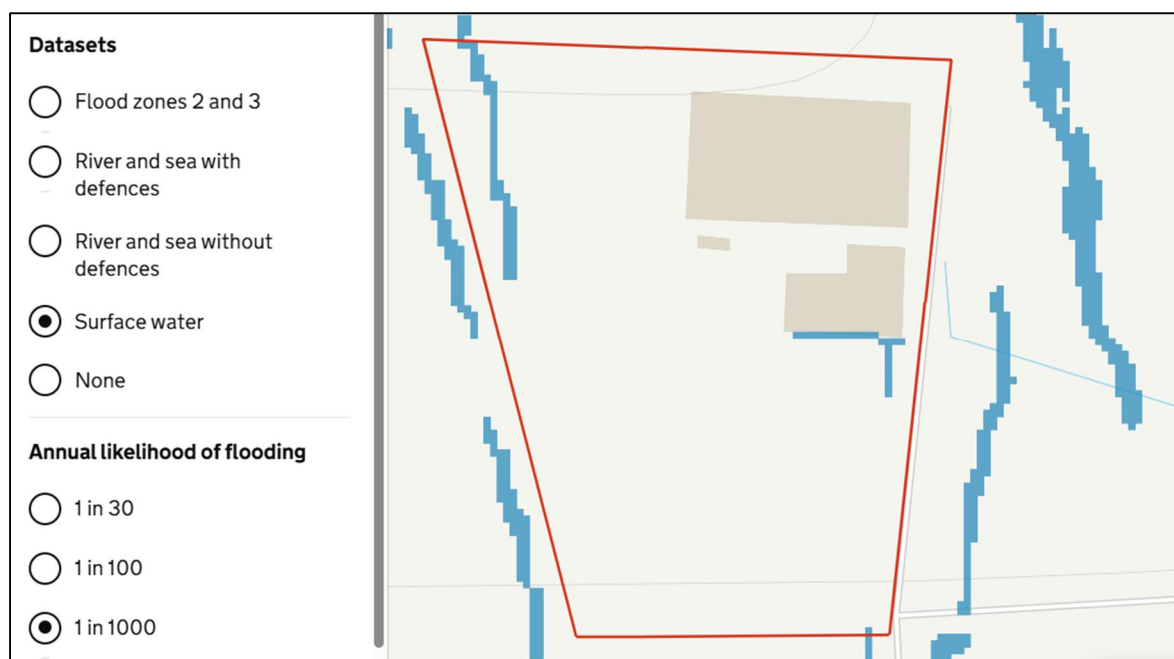 Datasets
Flood zones 2 and 3
River and sea with
defences
River and sea without
defences
Surface water
None
Annual likelihood of flooding
1 in 30
1 in 100
1 in 1000